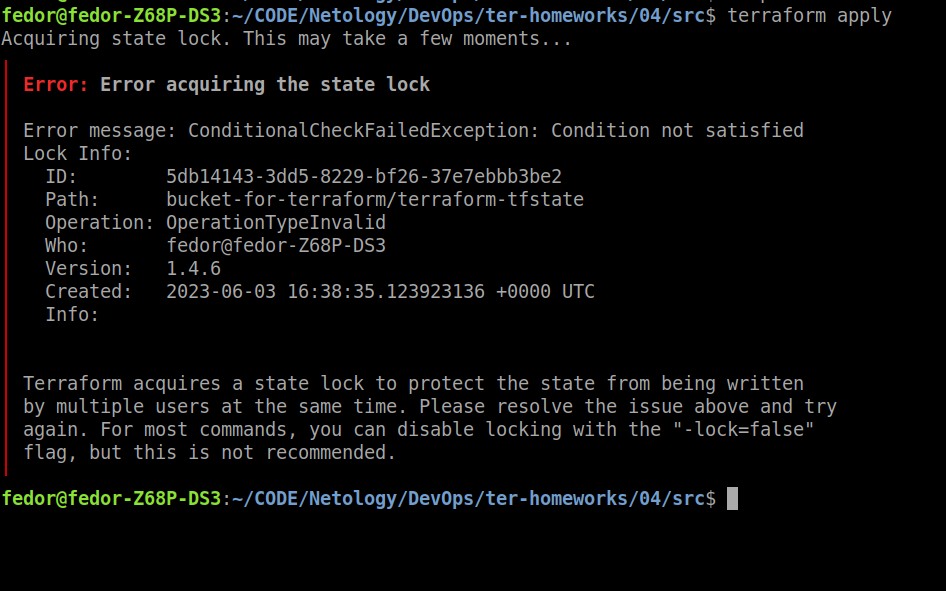 fedor@fedor-Z68P-DS3:~/CODE/Netology/DevOps/ter-homeworks/04/src$ terraform apply
Acquiring state lock. This may take a few moments...
Error: Error acquiring the state lock
Error message: ConditionalCheckFailedException: Condition not satisfied
Lock Info:
ID: 5db14143-3dd5-8229-bf26-37e7ebbb3be2
Path: bucket-for-terraform/terraform-tfstate
Operation: OperationTypeInvalid
Who: fedor@fedor-Z68P-DS3
Version: 1.4.6
Created: 2023-06-03 16:38:35.123923136 +0000 UTC
Info:
Terraform acquires a state lock to protect the state from being written
by multiple users at the same time. Please resolve the issue above and try
again. For most commands, you can disable locking with the "-lock=false"
flag, but this is not recommended.
fedor@fedor-Z68P-DS3:~/CODE/Netology/DevOps/ter-homeworks/04/src$